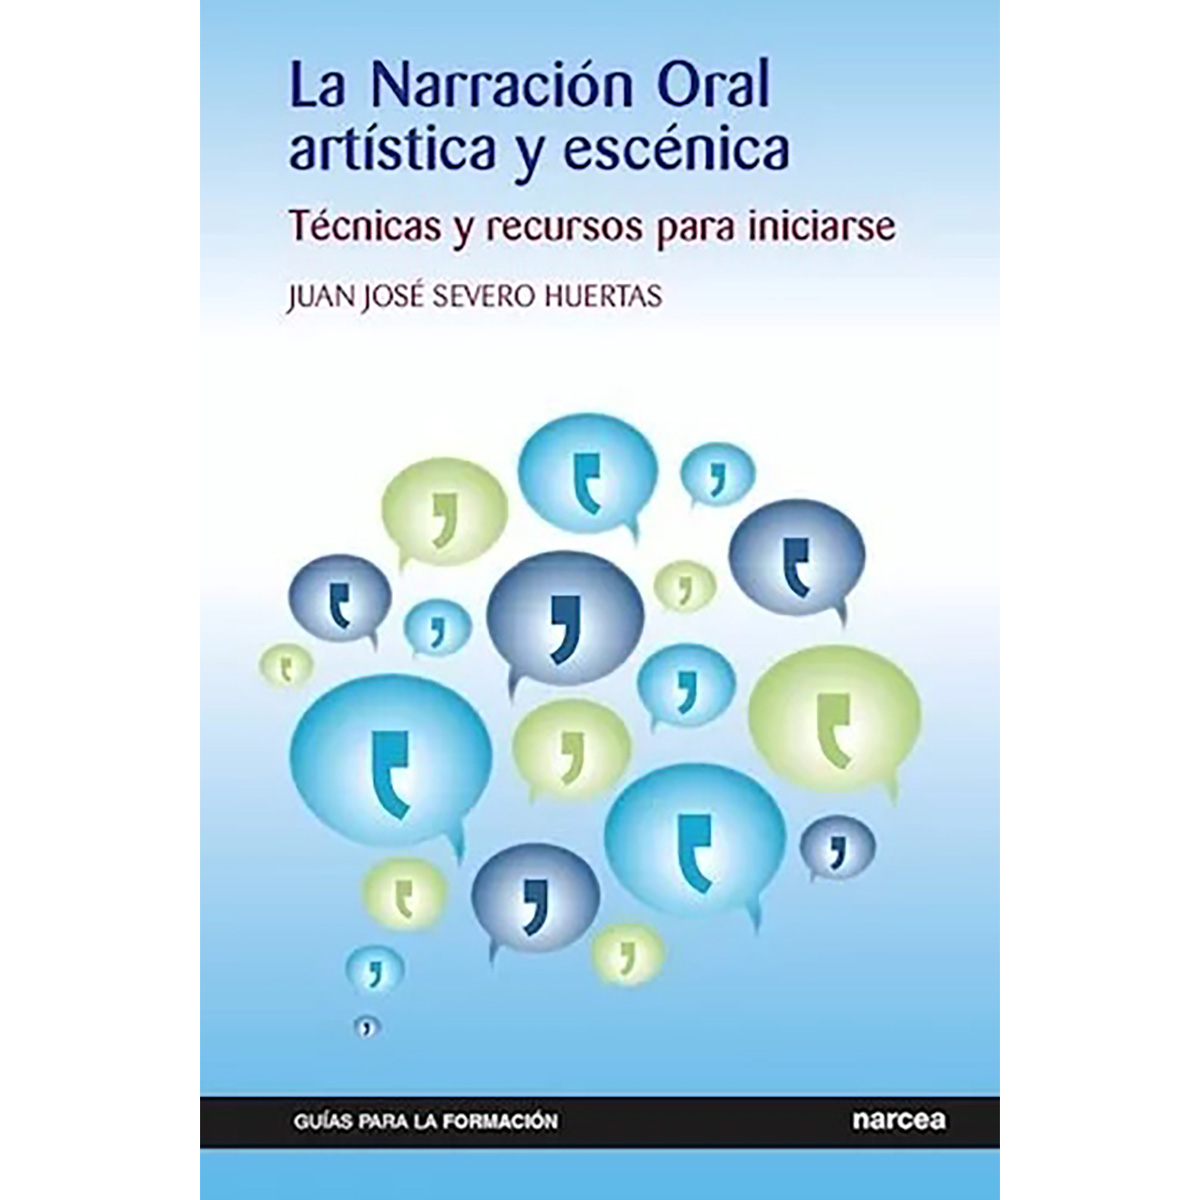 La Narración Oral
artística y escénica
Técnicas y recursos para iniciarse
JUAN JOSÉ SEVERO HUERTAS
GUÍAS PARA LA FORMACIÓN
narcea